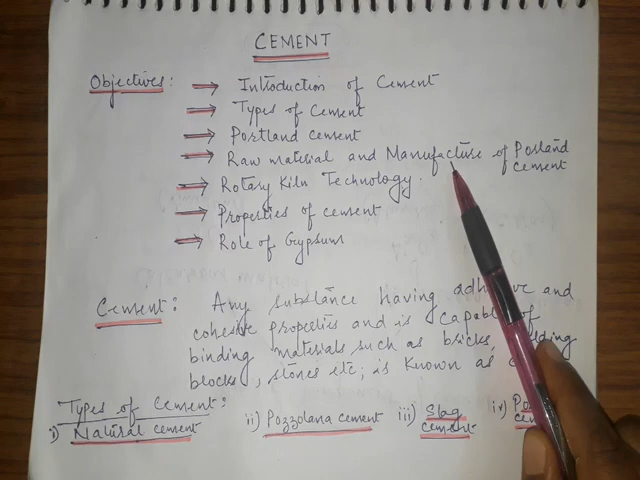 CEMENT
Objectives: → Introduction of Cement
→ Types of Cement
→ Portland cement
→ Raw material and Manufacture of Posland cement
→ Rotary Kiln Technology.
→ Properties of cement
→ Role of Gypsum
Cement: Any substance having adhesive and
cohesive properties and is capable of
binding materials such as bricks,
blocks, stones etc; is known as
Types of Cement:
i) Natural cement ii) Pozzolana cement iii) Slag cement iv)